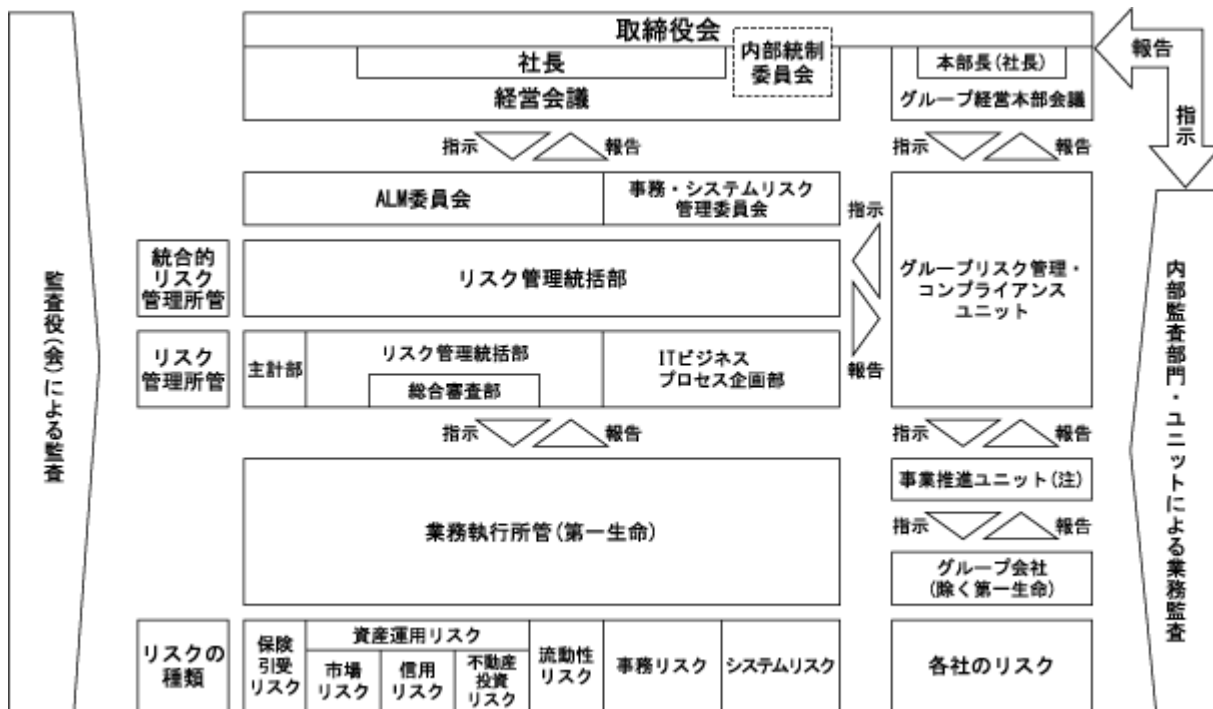 取締役会
社長
内部統制
委員会
本部長(社長)
経営会議
グループ経営本部会議
報告
指示
指示
報告
指示
報告
ALM委員会
事務・システムリスク
管理委員会
統合的
リスク
管理所管
リスク管理統括部
指示
報告
グループリスク管理・
コンプライアンス
ユニット
リスク
管理所管
主計部
リスク管理統括部
総合審査部
ITビジネス
プロセス企画部
指示
報告
指示
報告
業務執行所管(第一生命)
事業推進ユニット(注)
指示
報告
グループ会社
(除く第一生命)
リスクの
種類
保険
引受
リスク
資産運用リスク
市場
リスク
信用
リスク
不動産
投資
リスク
流動性
リスク
事務リスク
システムリスク
各社のリスク
監査役(会)による監査
内部監査部門・ユニットによる業務監査